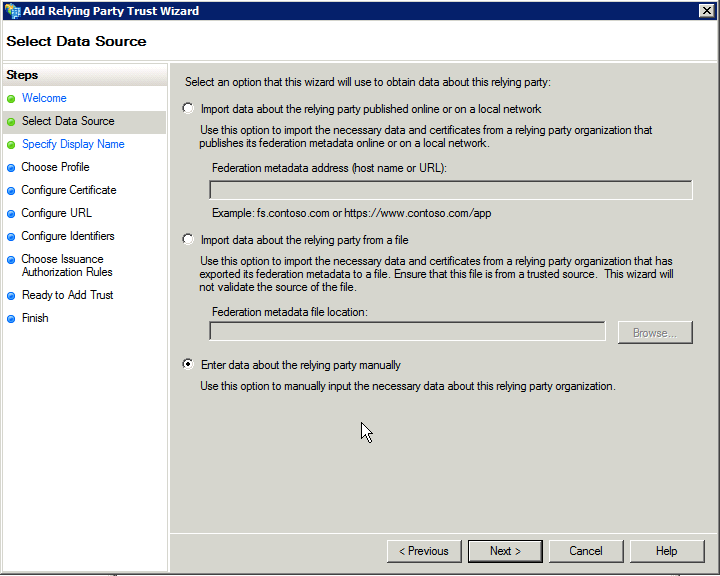 Add Relying Party Trust Wizard
Select Data Source
Steps
Welcome
Select Data Source
Specify Display Name
Choose Profile
Configure Certificate
Configure URL
Configure Identifiers
Choose Issuance
Authorization Rules
Ready to Add Trust
Finish
Select an option that this wizard will use to obtain data about this relying party:
Import data about the relying party published online or on a local network
Use this option to import the necessary data and certificates from a relying party organization that
publishes its federation metadata online or on a local network.
Federation metadata address (host name or URL):
Example: fs.contoso.com or https://www.contoso.com/app
Import data about the relying party from a file
Use this option to import the necessary data and certificates from a relying party organization that has
exported its federation metadata to a file. Ensure that this file is from a trusted source.  This wizard will
not validate the source of the file.
Federation metadata file location:
Browse...
Enter data about the relying party manually
Use this option to manually input the necessary data about this relying party organization.
< Previous
Next >
Cancel
Help